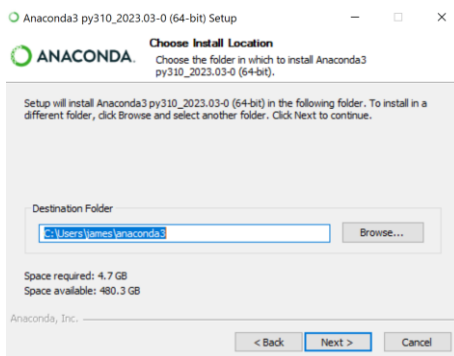 Anaconda3 py310_2023.03-0 (64-bit) Setup
ANACONDA.
Choose Install Location
Choose the folder in which to install Anaconda3
py310_2023.03-0 (64-bit).
Setup will install Anaconda3 py310_2023.03-0 (64-bit) in the following folder. To install in a
different folder, click Browse and select another folder. Click Next to continue.
Destination Folder
C:\Users\james\anaconda3
Browse...
Space required: 4.7 GB
Space available: 480.3 GB
Anaconda, Inc.
< Back Next > Cancel